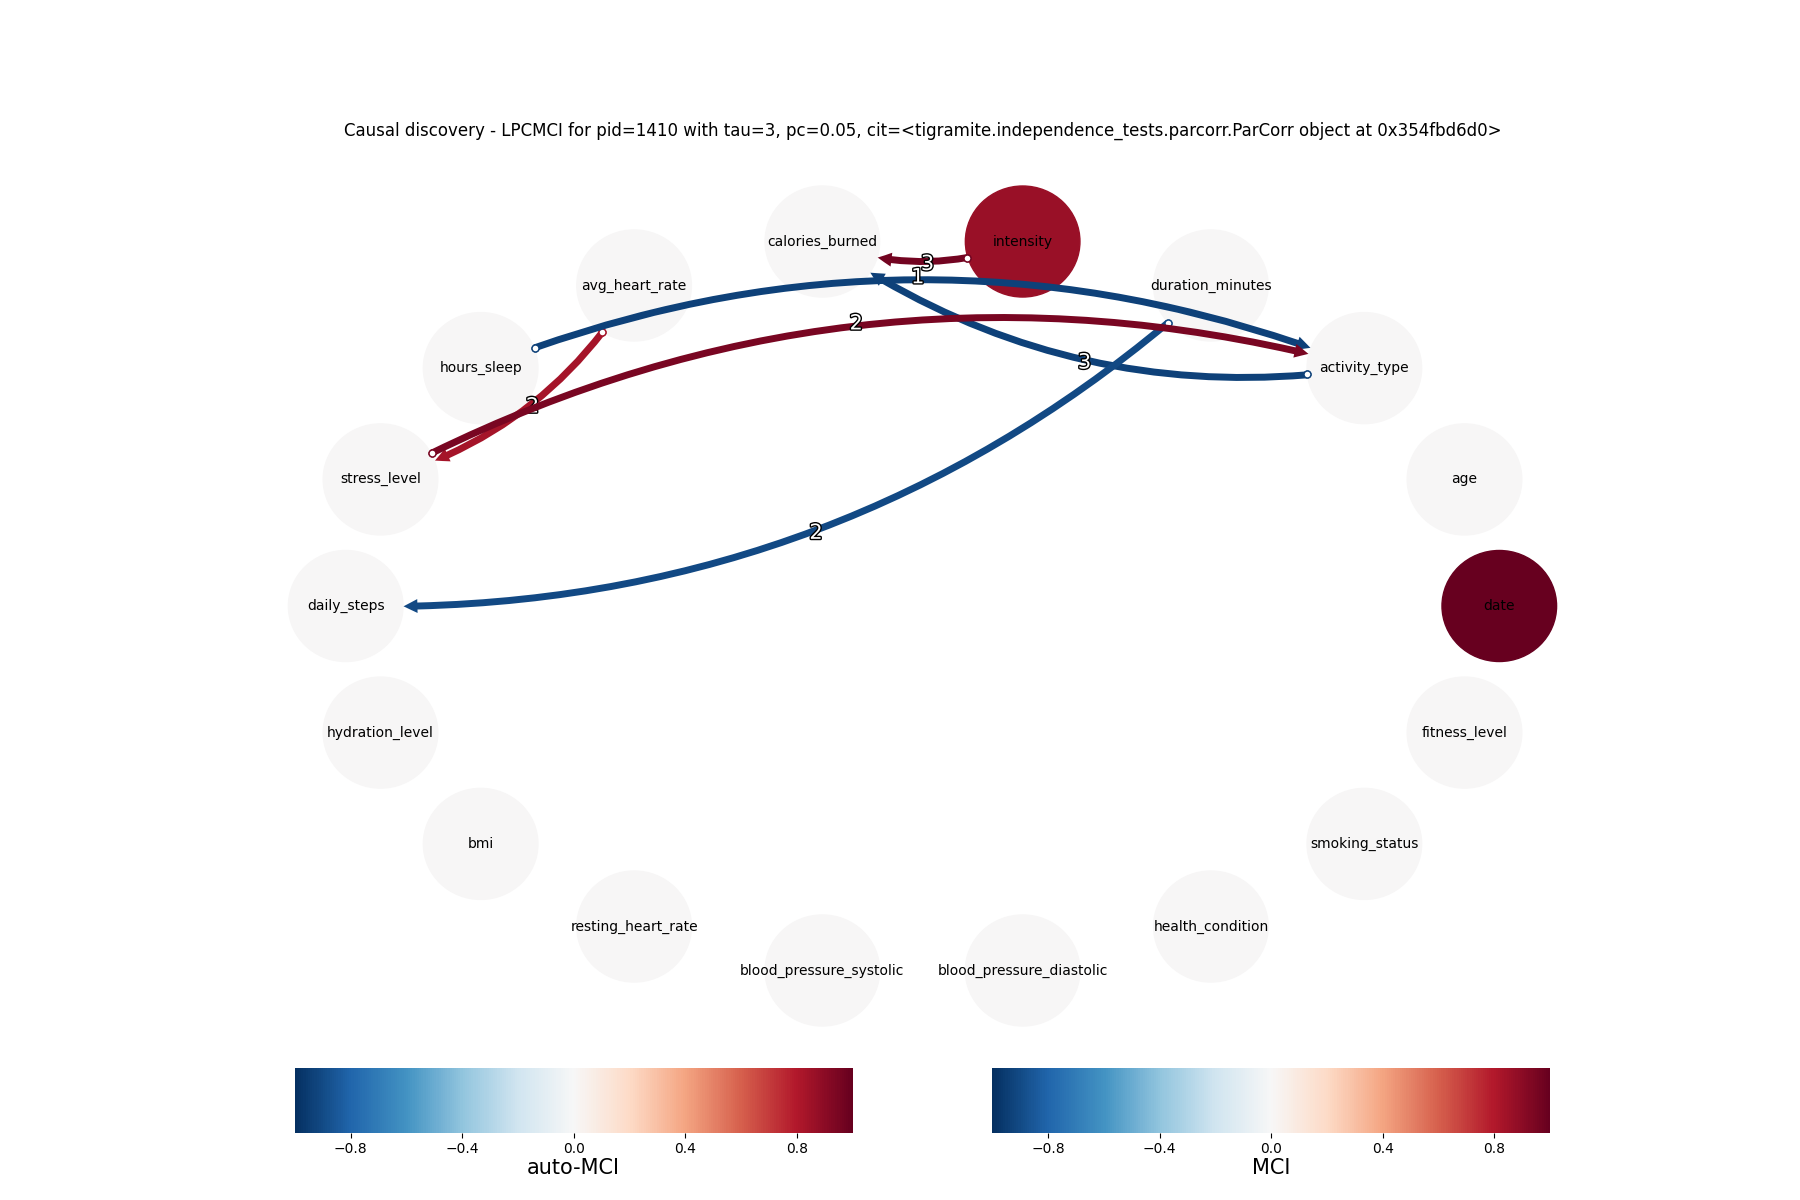 Causal discovery - LPCMCI for pid=1410 with tau=3, pc=0.05, cit=<tigramite.independence_tests.parcorr.ParCorr object at 0x354fbd6d0>
calories_burned
intensity
avg_heart_rate
duration_minutes
3
1
2
3
hours_sleep
activity_type
2
stress_level
age
2
daily_steps
date
hydration_level
fitness_level
bmi
smoking_status
resting_heart_rate
health_condition
blood_pressure_systolic
blood_pressure_diastolic
−0.8 −0.4 0.0 0.4 0.8
auto-MCI
−0.8 −0.4 0.0 0.4 0.8
MCI